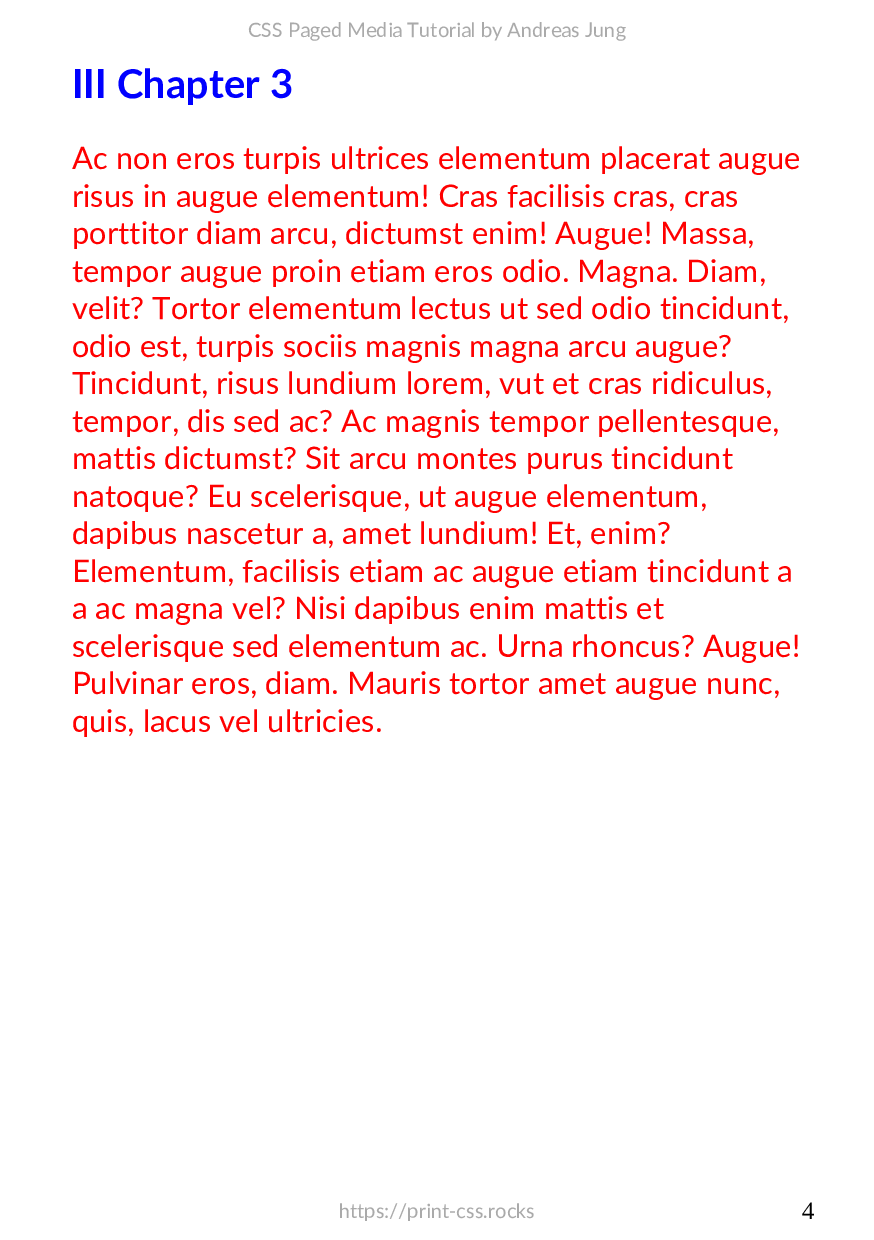 CSS Paged Media Tutorial by Andreas Jung
III Chapter 3
Ac non eros turpis ultrices elementum placerat augue
risus in augue elementum! Cras facilisis cras, cras
porttitor diam arcu, dictumst enim! Augue! Massa,
tempor augue proin etiam eros odio. Magna. Diam,
velit? Tortor elementum lectus ut sed odio tincidunt,
odio est, turpis sociis magnis magna arcu augue?
Tincidunt, risus lundium lorem, vut et cras ridiculus,
tempor, dis sed ac? Ac magnis tempor pellentesque,
mattis dictumst? Sit arcu montes purus tincidunt
natoque? Eu scelerisque, ut augue elementum,
dapibus nascetur a, amet lundium! Et, enim?
Elementum, facilisis etiam ac augue etiam tincidunt a
a ac magna vel? Nisi dapibus enim mattis et
scelerisque sed elementum ac. Urna rhoncus? Augue!
Pulvinar eros, diam. Mauris tortor amet augue nunc,
quis, lacus vel ultricies.
https://print-css.rocks
4